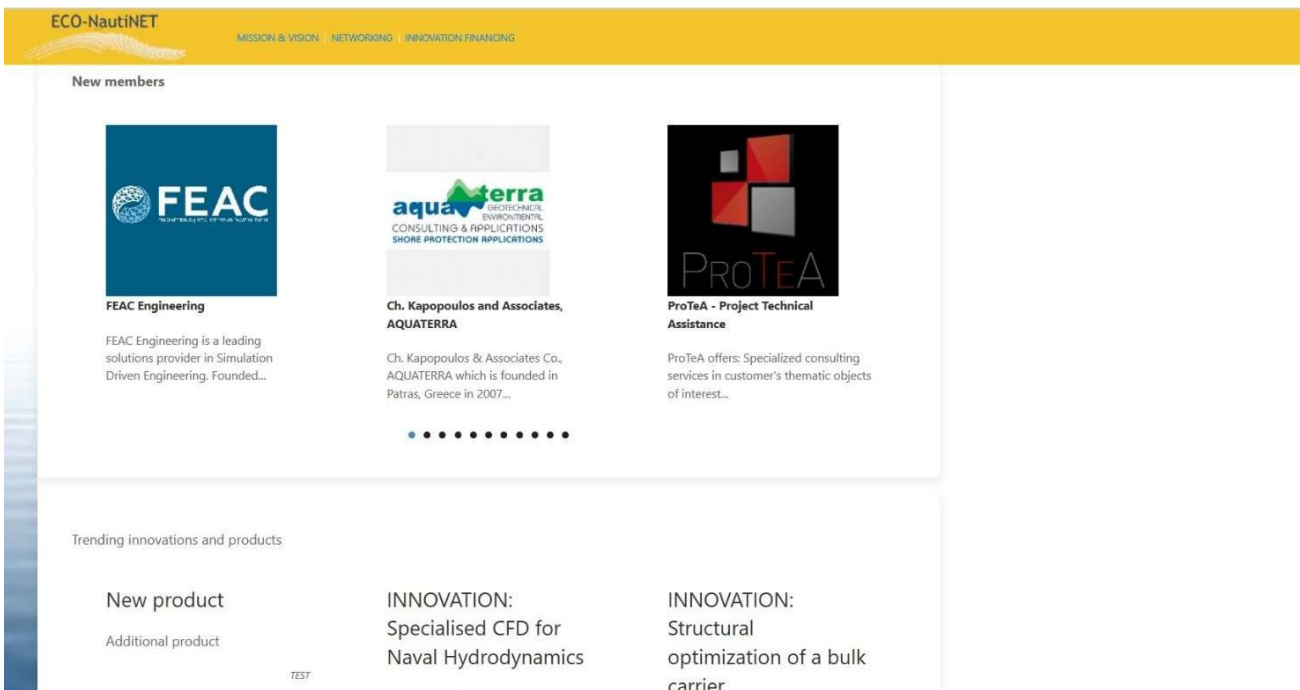 ECO-NautiNET
MISSION & VISION | NETWORKING | INNOVATION FINANCING
New members
FEAC
aquaterra
GEOTECHNICAL
ENVIRONMENTAL
CONSULTING & APPLICATIONS
SHORE PROTECTION APPLICATIONS
PROTEA
FEAC Engineering
FEAC Engineering is a leading
solutions provider in Simulation
Driven Engineering. Founded...
Ch. Kapopoulos and Associates,
AQUATERRA
Ch. Kapopoulos & Associates Co.,
AQUATERRA which is founded in
Patras, Greece in 2007...
ProTeA - Project Technical
Assistance
ProTeA offers: Specialized consulting
services in customer's thematic objects
of interest...
Trending innovations and products
New product
Additional product
TEST
INNOVATION:
Specialised CFD for
Naval Hydrodynamics
INNOVATION:
Structural
optimization of a bulk
carrier